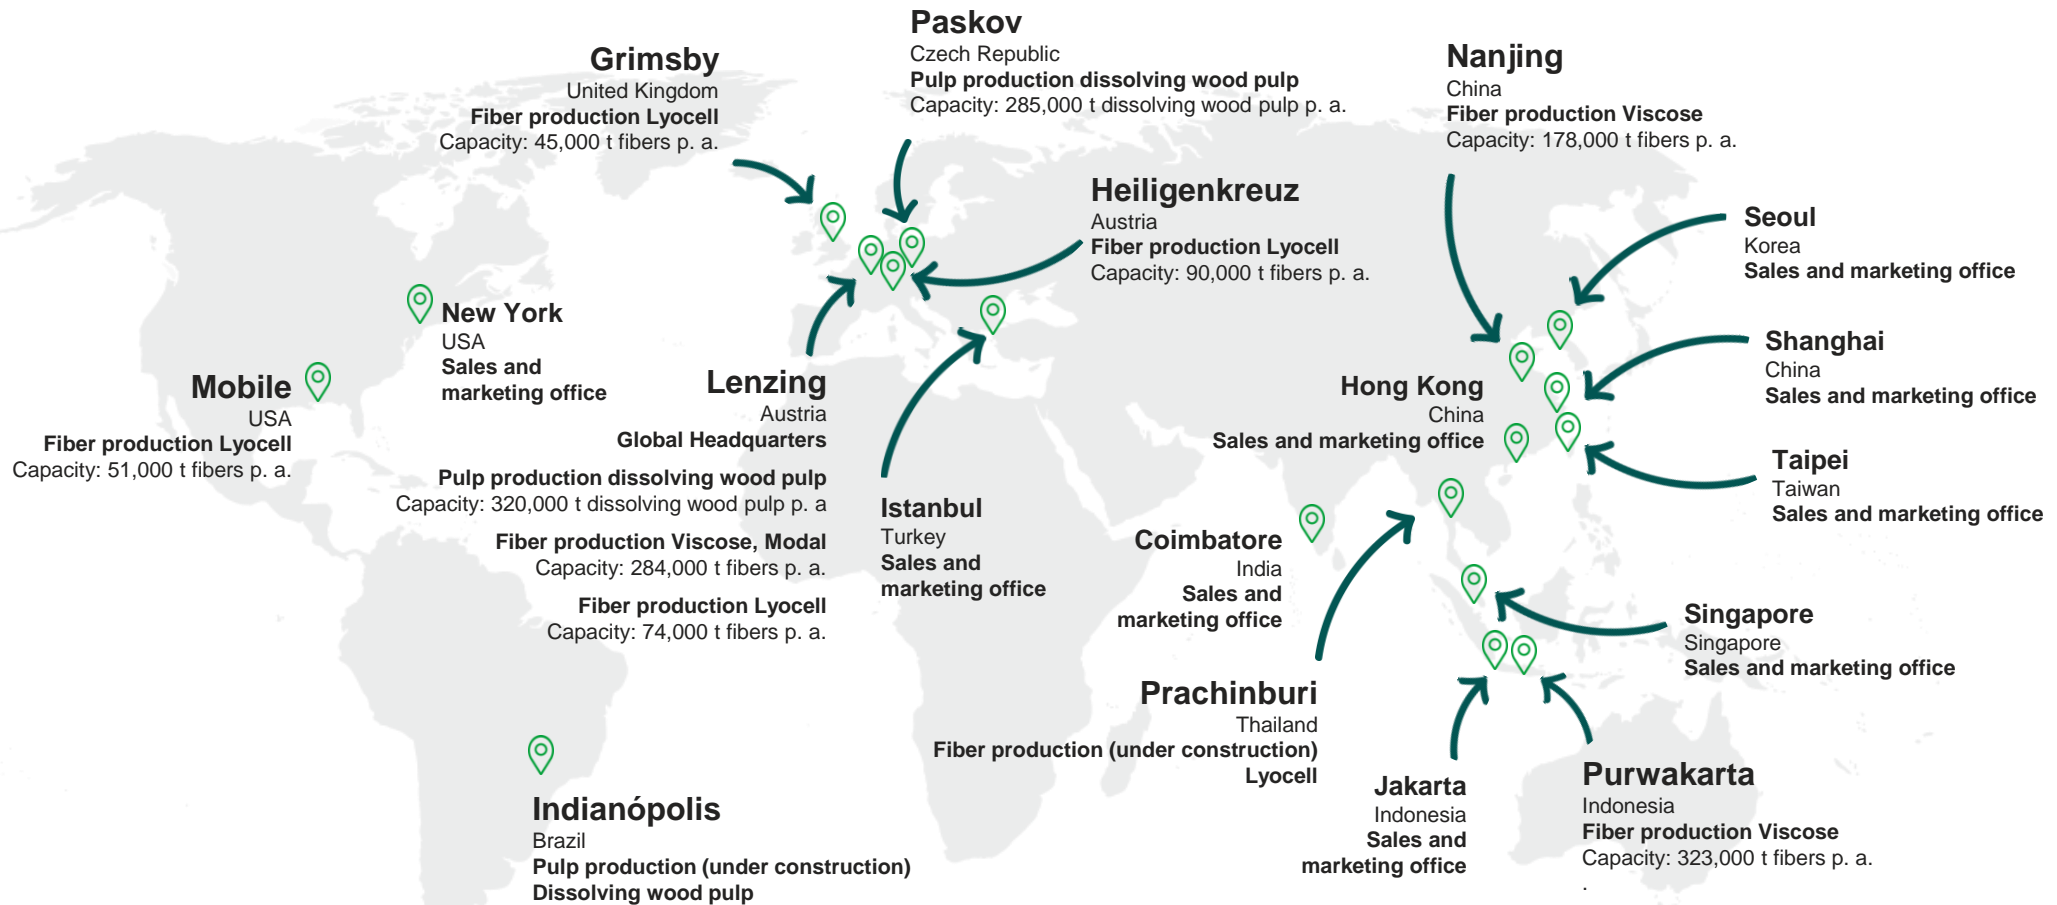 Paskov
Czech Republic
Pulp production dissolving wood pulp
Capacity: 285,000 t dissolving wood pulp p. a.
Grimsby
United Kingdom
Fiber production Lyocell
Capacity: 45,000 t fibers p. a.
Nanjing
China
Fiber production Viscose
Capacity: 178,000 t fibers p. a.
Heiligenkreuz
Austria
Fiber production Lyocell
Capacity: 90,000 t fibers p. a.
Seoul
Korea
Sales and marketing office
New York
USA
Sales and
marketing office
Shanghai
China
Sales and marketing office
Mobile
USA
Fiber production Lyocell
Capacity: 51,000 t fibers p. a.
Lenzing
Austria
Global Headquarters
Pulp production dissolving wood pulp
Capacity: 320,000 t dissolving wood pulp p. a
Fiber production Viscose, Modal
Capacity: 284,000 t fibers p. a.
Fiber production Lyocell
Capacity: 74,000 t fibers p. a.
Hong Kong
China
Sales and marketing office
Taipei
Taiwan
Sales and marketing office
Istanbul
Turkey
Sales and
marketing office
Coimbatore
India
Sales and
marketing office
Singapore
Singapore
Sales and marketing office
Prachinburi
Thailand
Fiber production (under construction)
Lyocell
Jakarta
Indonesia
Sales and
marketing office
Purwakarta
Indonesia
Fiber production Viscose
Capacity: 323,000 t fibers p. a.
.
Indianópolis
Brazil
Pulp production (under construction)
Dissolving wood pulp